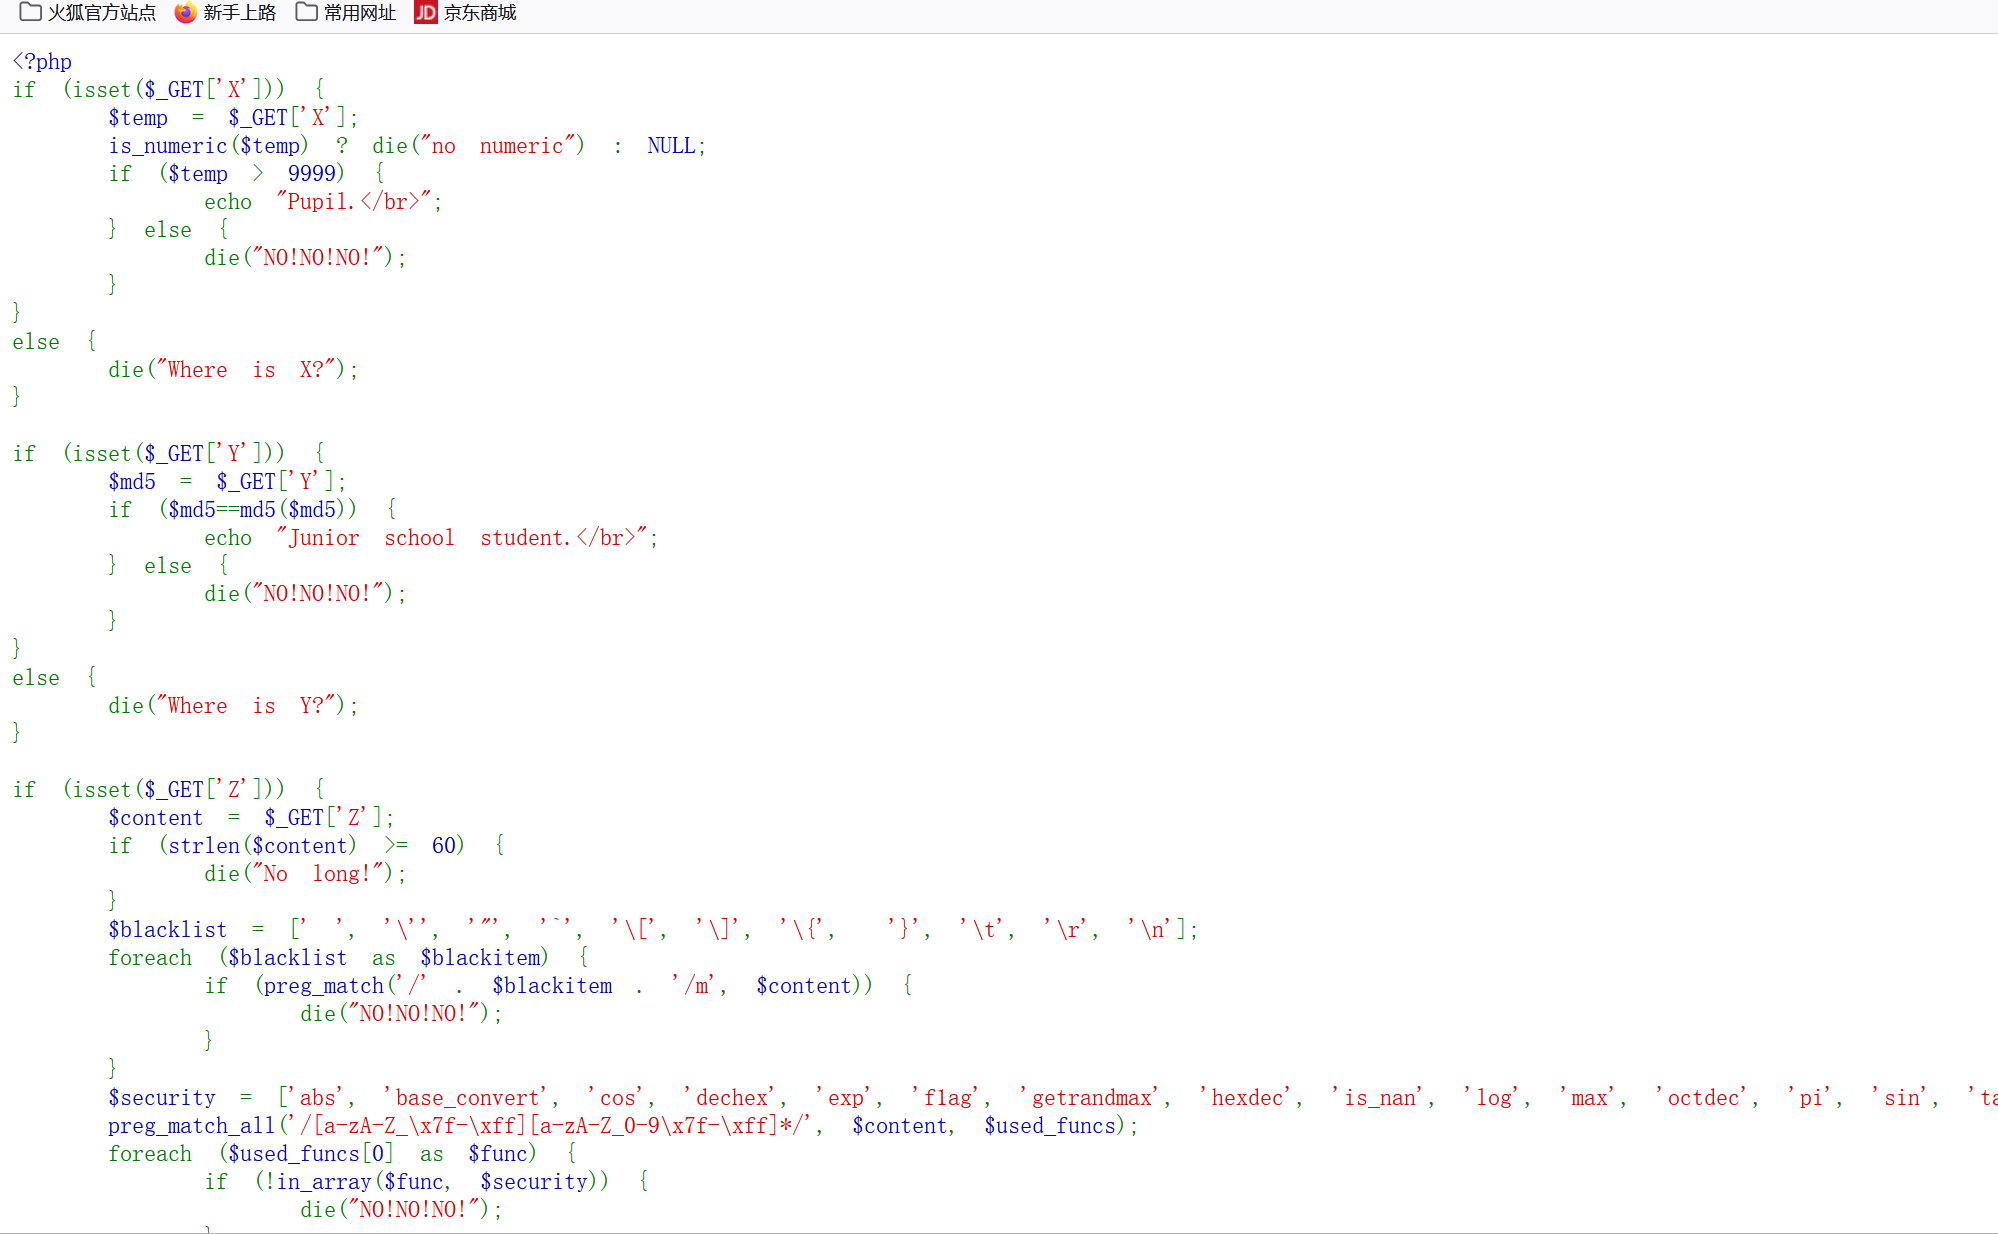 火狐官方站点 新手上路 常用网址 JD 京东商城
<?php
if (isset($_GET['X'])) {
$temp = $_GET['X'];
is_numeric($temp) ? die("no numeric") : NULL;
if ($temp > 9999) {
echo "Pupil.</br>";
} else {
die("NO!NO!NO!");
}
}
else {
die("Where is X?");
}
if (isset($_GET['Y'])) {
$md5 = $_GET['Y'];
if ($md5==md5($md5)) {
echo "Junior school student.</br>";
} else {
die("NO!NO!NO!");
}
}
else {
die("Where is Y?");
}
if (isset($_GET['Z'])) {
$content = $_GET['Z'];
if (strlen($content) >= 60) {
die("No long!");
}
$blacklist = [' ', '\'', '"', '`', '\[', '\]', '\{', '}', '\t', '\r', '\n'];
foreach ($blacklist as $blackitem) {
if (preg_match('/' . $blackitem . '/m', $content)) {
die("NO!NO!NO!");
}
}
$security = ['abs', 'base_convert', 'cos', 'dechex', 'exp', 'f1ag', 'getrandmax', 'hexdec', 'is_nan', 'log', 'max', 'octdec', 'pi', 'sin', 'ta
preg_match_all('/[a-zA-Z_\x7f-\xff][a-zA-Z_0-9\x7f-\xff]*/', $content, $used_funcs);
foreach ($used_funcs[0] as $func) {
if (!in_array($func, $security)) {
die("NO!NO!NO!");